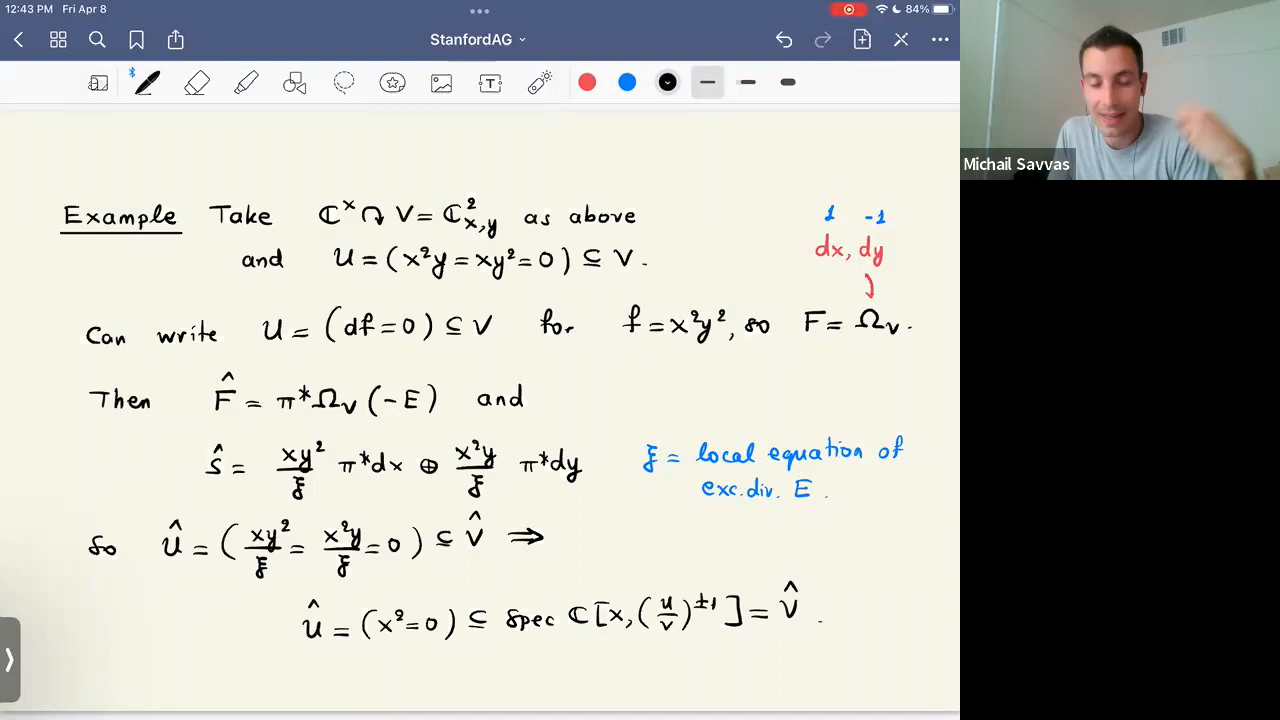 12:43 PM Fri Apr 8
84%
StanfordAG
Michail Savvas
Example Take ℂ^× ↷ V = ℂ²_{x,y} as above
and U = (x²y = xy² = 0) ⊆ V.
1 -1
dx, dy
Can write U = (df = 0) ⊆ V for f = x²y², so F = Ω_V.
Then F̂ = π*Ω_V(-E) and
ŝ = xy²/ξ π*dx ⊕ x²y/ξ π*dy
ξ = local equation of
exc. div. E.
So Û = (xy²/ξ = x²y/ξ = 0) ⊆ V̂ ⇒
Û = (x² = 0) ⊆ Spec ℂ[x, (u/v)^{±1}] = V̂.